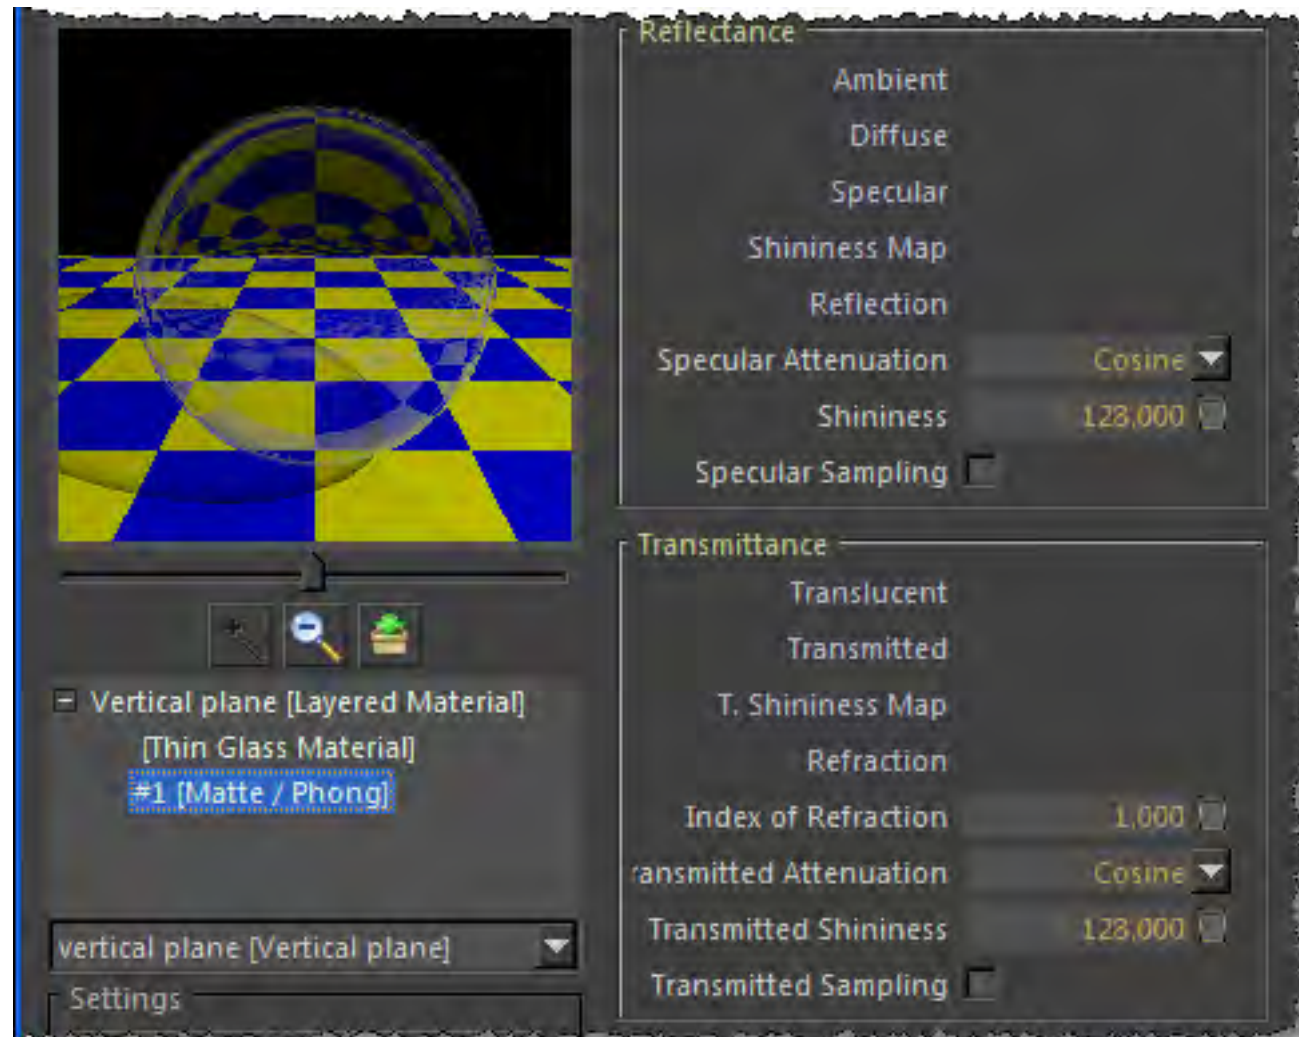 Reflectance
Ambient
Diffuse
Specular
Shininess Map
Reflection
Specular Attenuation Cosine
Shininess 128,000
Specular Sampling
Transmittance
Translucent
Transmitted
T. Shininess Map
Refraction
Index of Refraction 1,000
ransmitted Attenuation Cosine
Transmitted Shininess 128,000
Transmitted Sampling
Vertical plane [Layered Material]
[Thin Glass Material]
#1 [Matte / Phong]
vertical plane [Vertical plane]
Settings